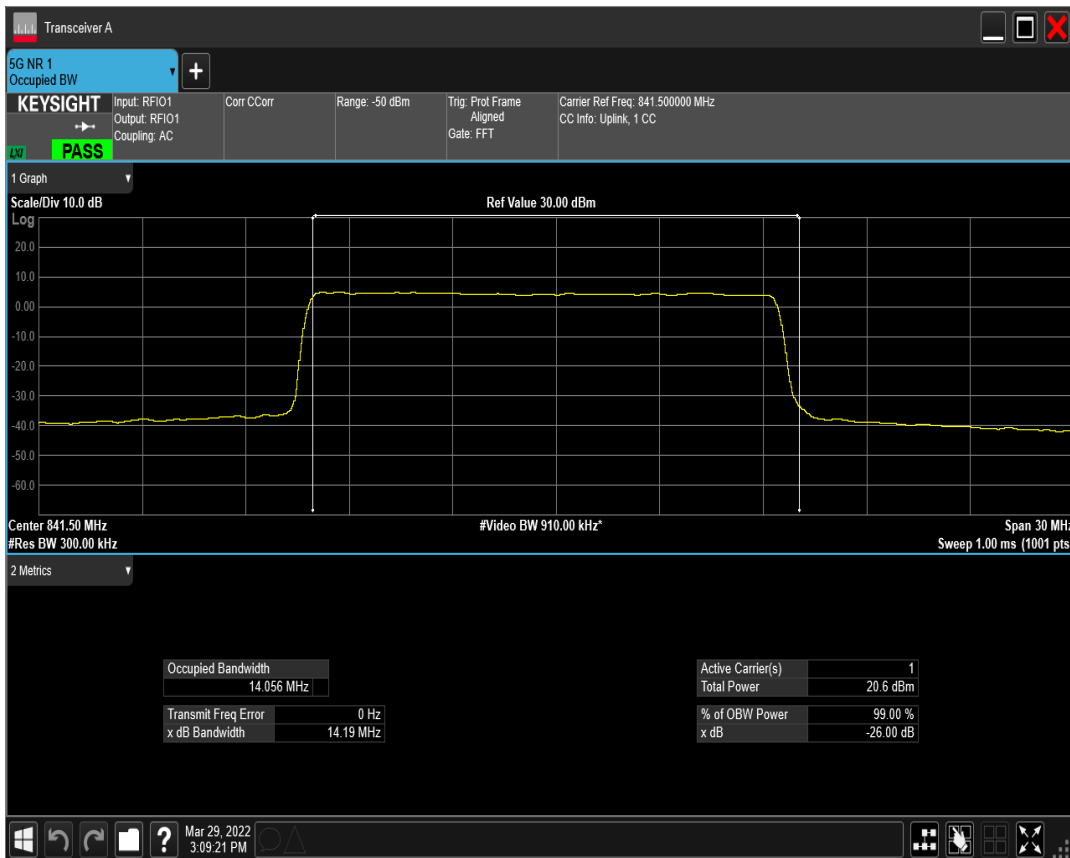 Transceiver A
5G NR 1
Occupied BW
+
KEYSIGHT
LXI
PASS
Input: RFIO1
Output: RFIO1
Coupling: AC
Corr CCorr
Range: -50 dBm
Trig: Prot Frame
Aligned
Gate: FFT
Carrier Ref Freq: 841.500000 MHz
CC Info: Uplink, 1 CC
1 Graph
Scale/Div 10.0 dB
Ref Value 30.00 dBm
Log
20.0
10.0
0.00
-10.0
-20.0
-30.0
-40.0
-50.0
-60.0
Center 841.50 MHz
#Video BW 910.00 kHz*
Span 30 MHz
#Res BW 300.00 kHz
Sweep 1.00 ms (1001 pts
2 Metrics
Occupied Bandwidth
14.056 MHz
Transmit Freq Error 0 Hz
x dB Bandwidth 14.19 MHz
Active Carrier(s) 1
Total Power 20.6 dBm
% of OBW Power 99.00 %
x dB -26.00 dB
?
Mar 29, 2022
3:09:21 PM